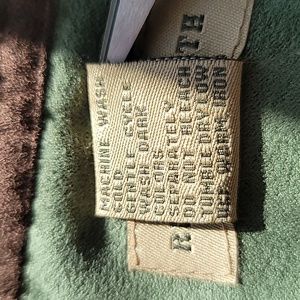 MACHINE WASH
COLD
GENTLE CYCLE
WASH DARK
COLORS
SEPARATELY
DO NOT BLEACH
TUMBLE DRY LOW
USE WARM IRON